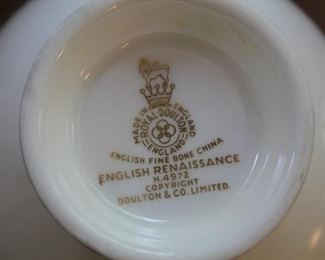 MADE IN ENGLAND
ROYAL DOULTON
ENGLAND
ENGLISH FINE BONE CHINA
ENGLISH RENAISSANCE
H.4972
COPYRIGHT
DOULTON & CO. LIMITED.